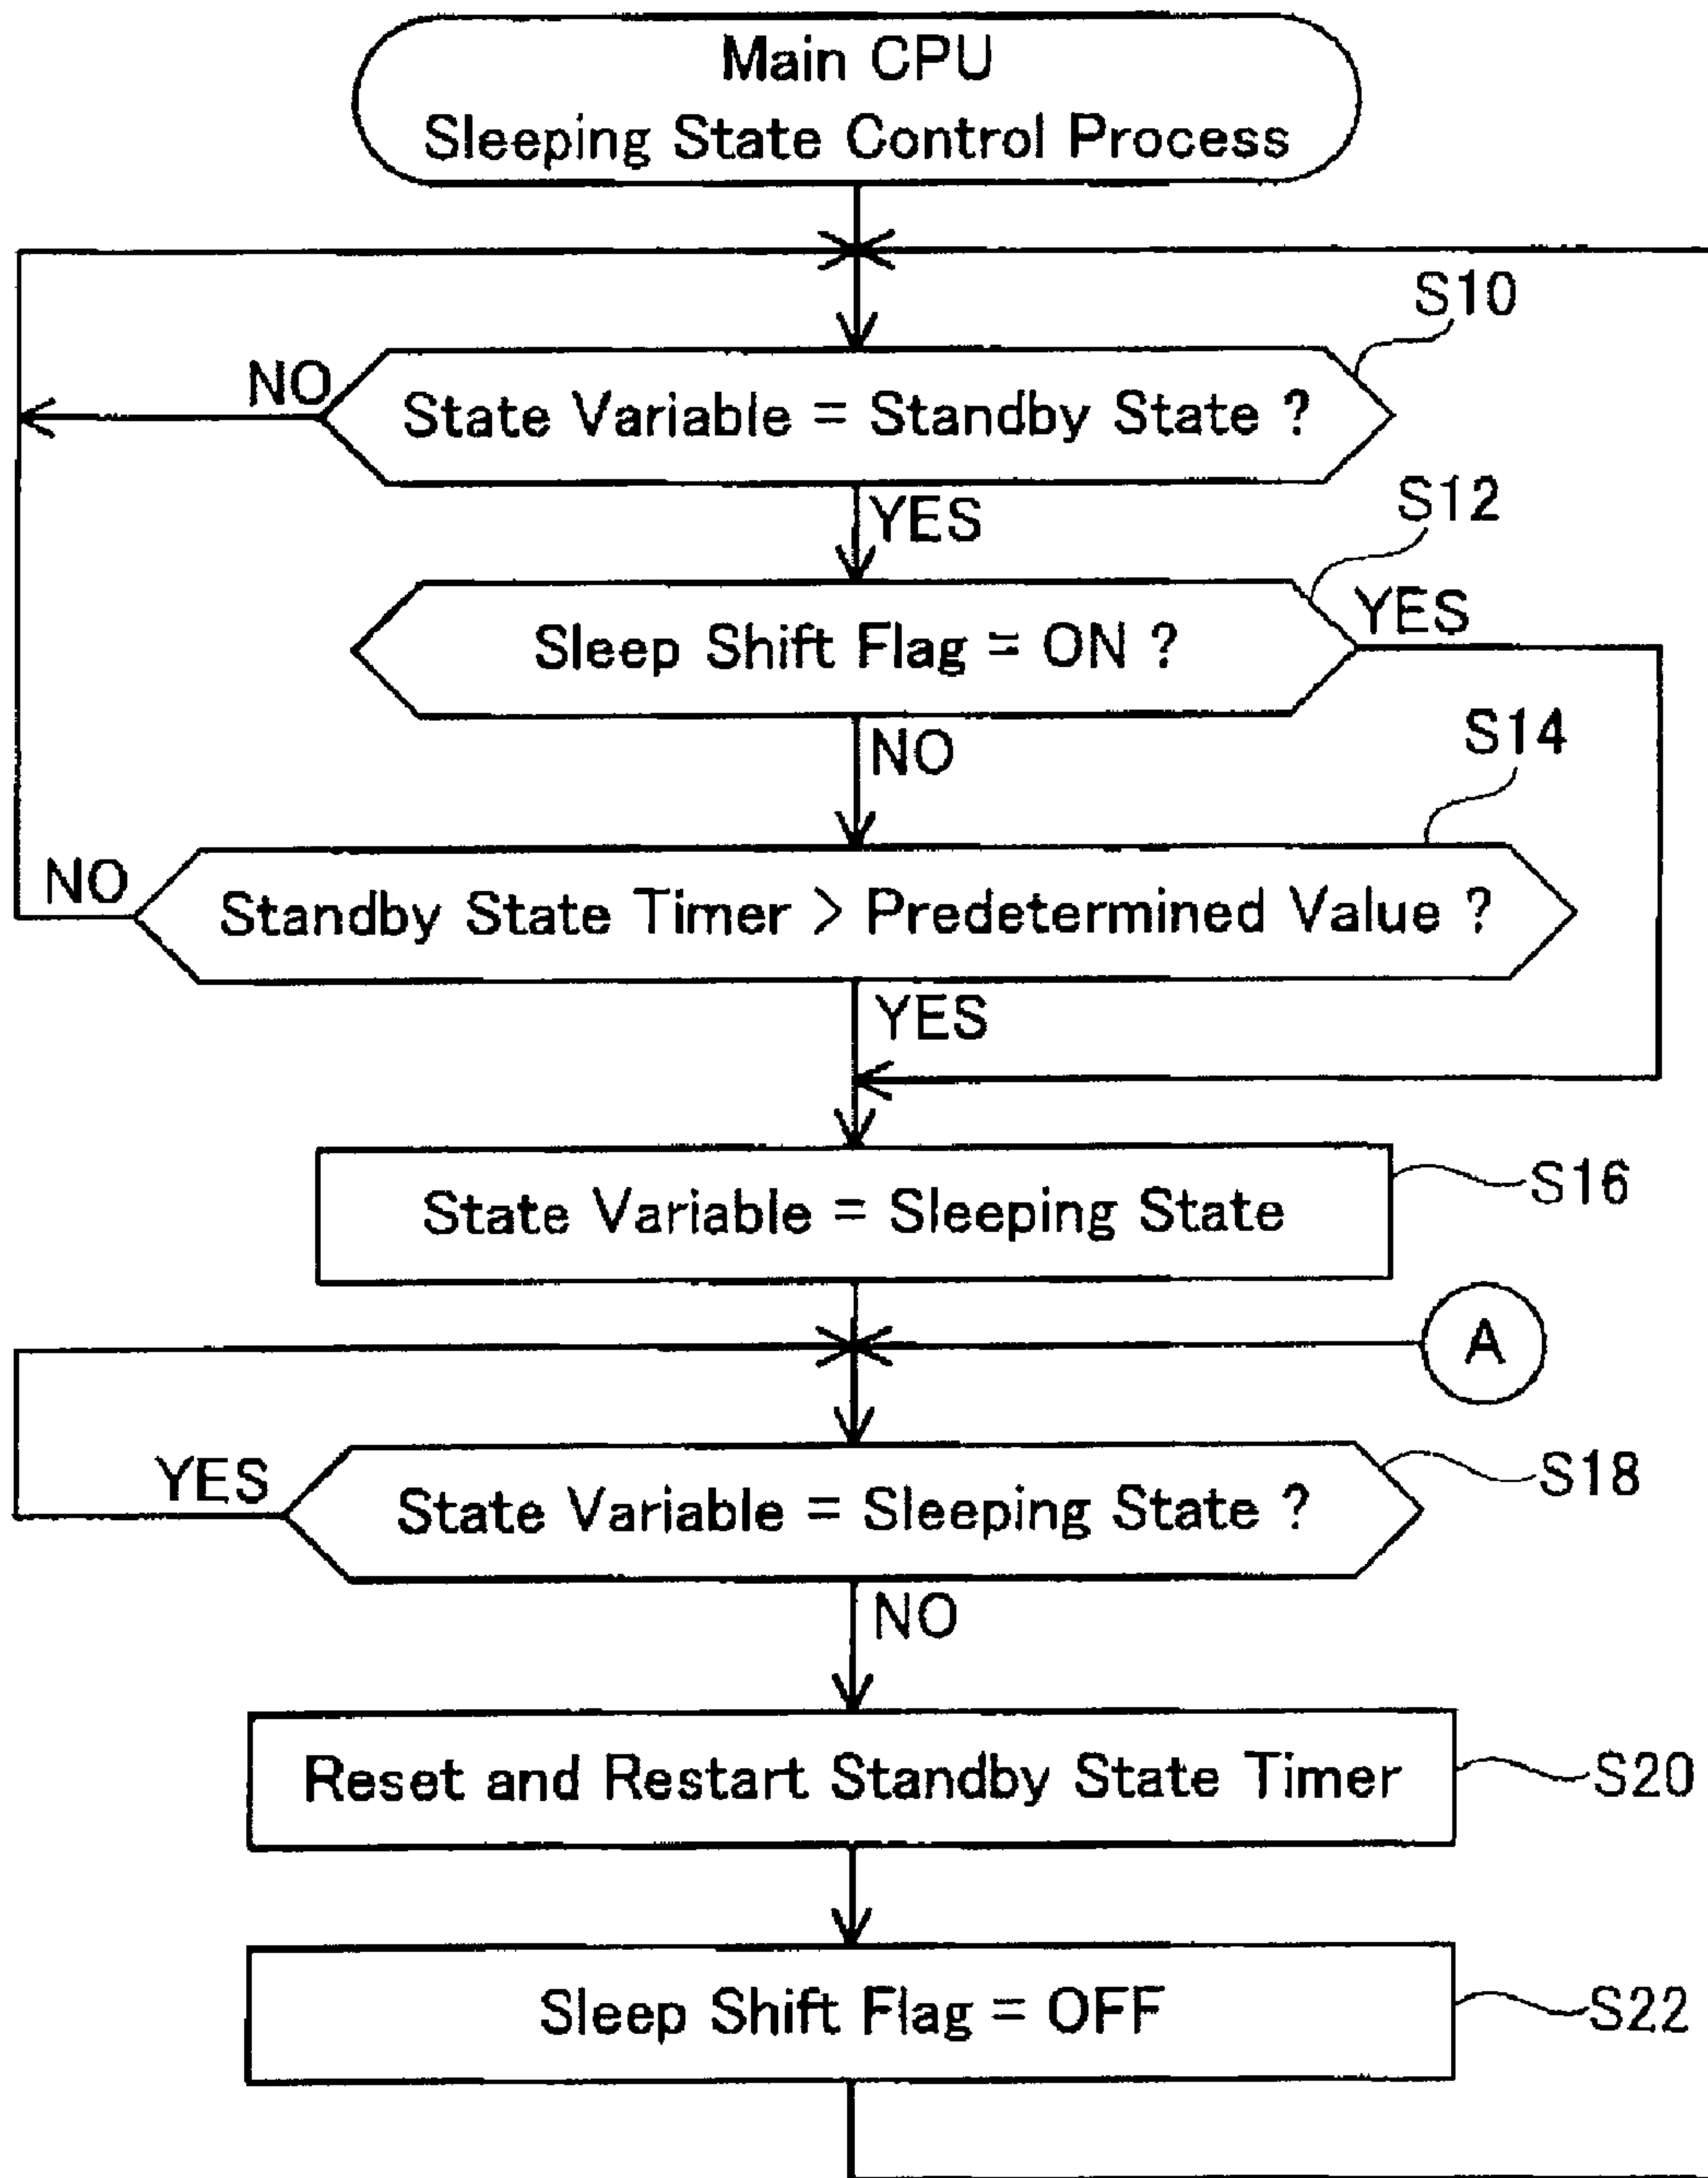 Main CPU
Sleeping State Control Process
S10
NO
State Variable = Standby State ?
YES
S12
Sleep Shift Flag = ON ?
YES
NO
S14
NO
Standby State Timer > Predetermined Value ?
YES
State Variable = Sleeping State
S16
A
YES
State Variable = Sleeping State ?
S18
NO
Reset and Restart Standby State Timer
S20
Sleep Shift Flag = OFF
S22